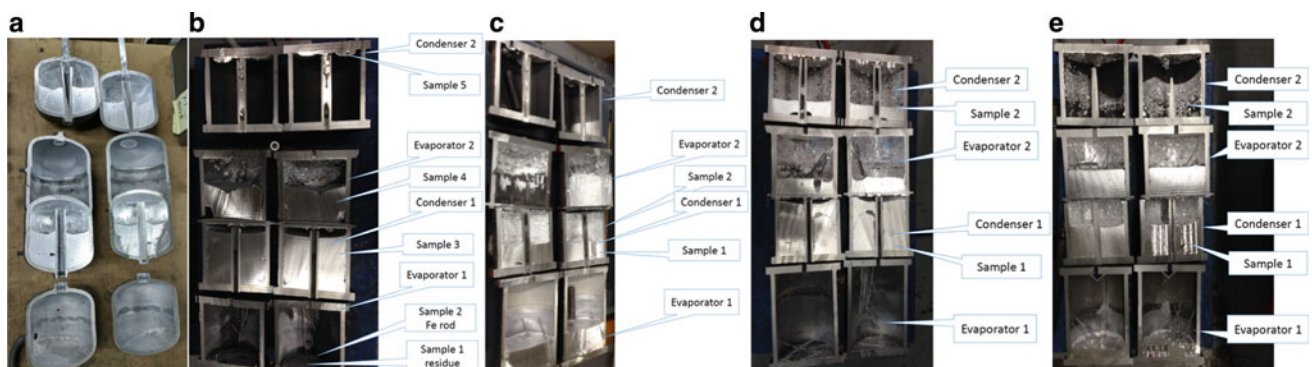 a
b
c
d
e
Condenser 2
Sample 5
Evaporator 2
Sample 4
Condenser 1
Sample 3
Evaporator 1
Sample 2
Fe rod
Sample 1
residue
Condenser 2
Evaporator 2
Sample 2
Condenser 1
Sample 1
Evaporator 1
Condenser 2
Sample 2
Evaporator 2
Condenser 1
Sample 1
Evaporator 1
Condenser 2
Sample 2
Evaporator 2
Condenser 1
Sample 1
Evaporator 1